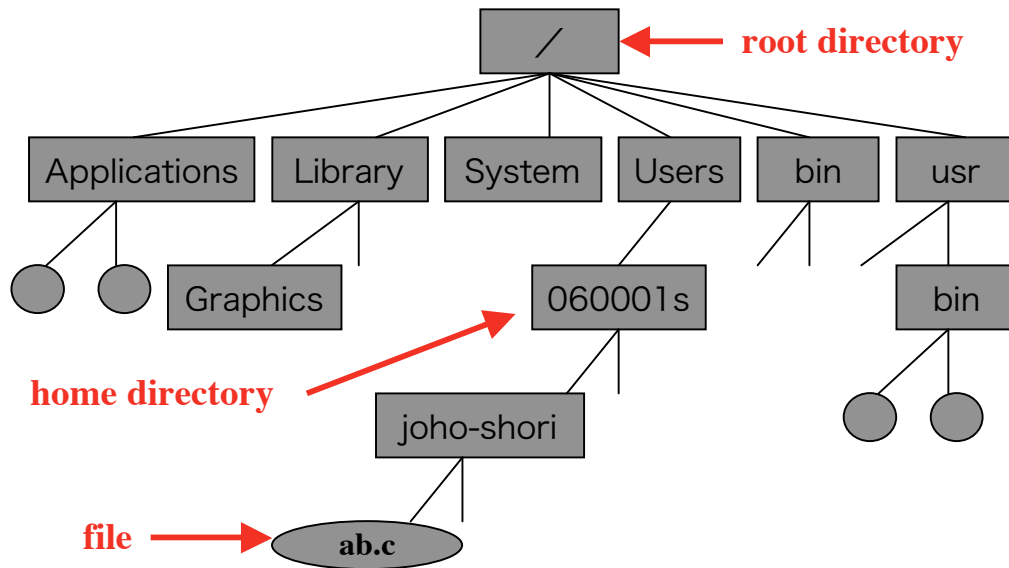 /
root directory
Applications
Library
System
Users
bin
usr
Graphics
060001s
bin
home directory
joho-shori
file
ab.c